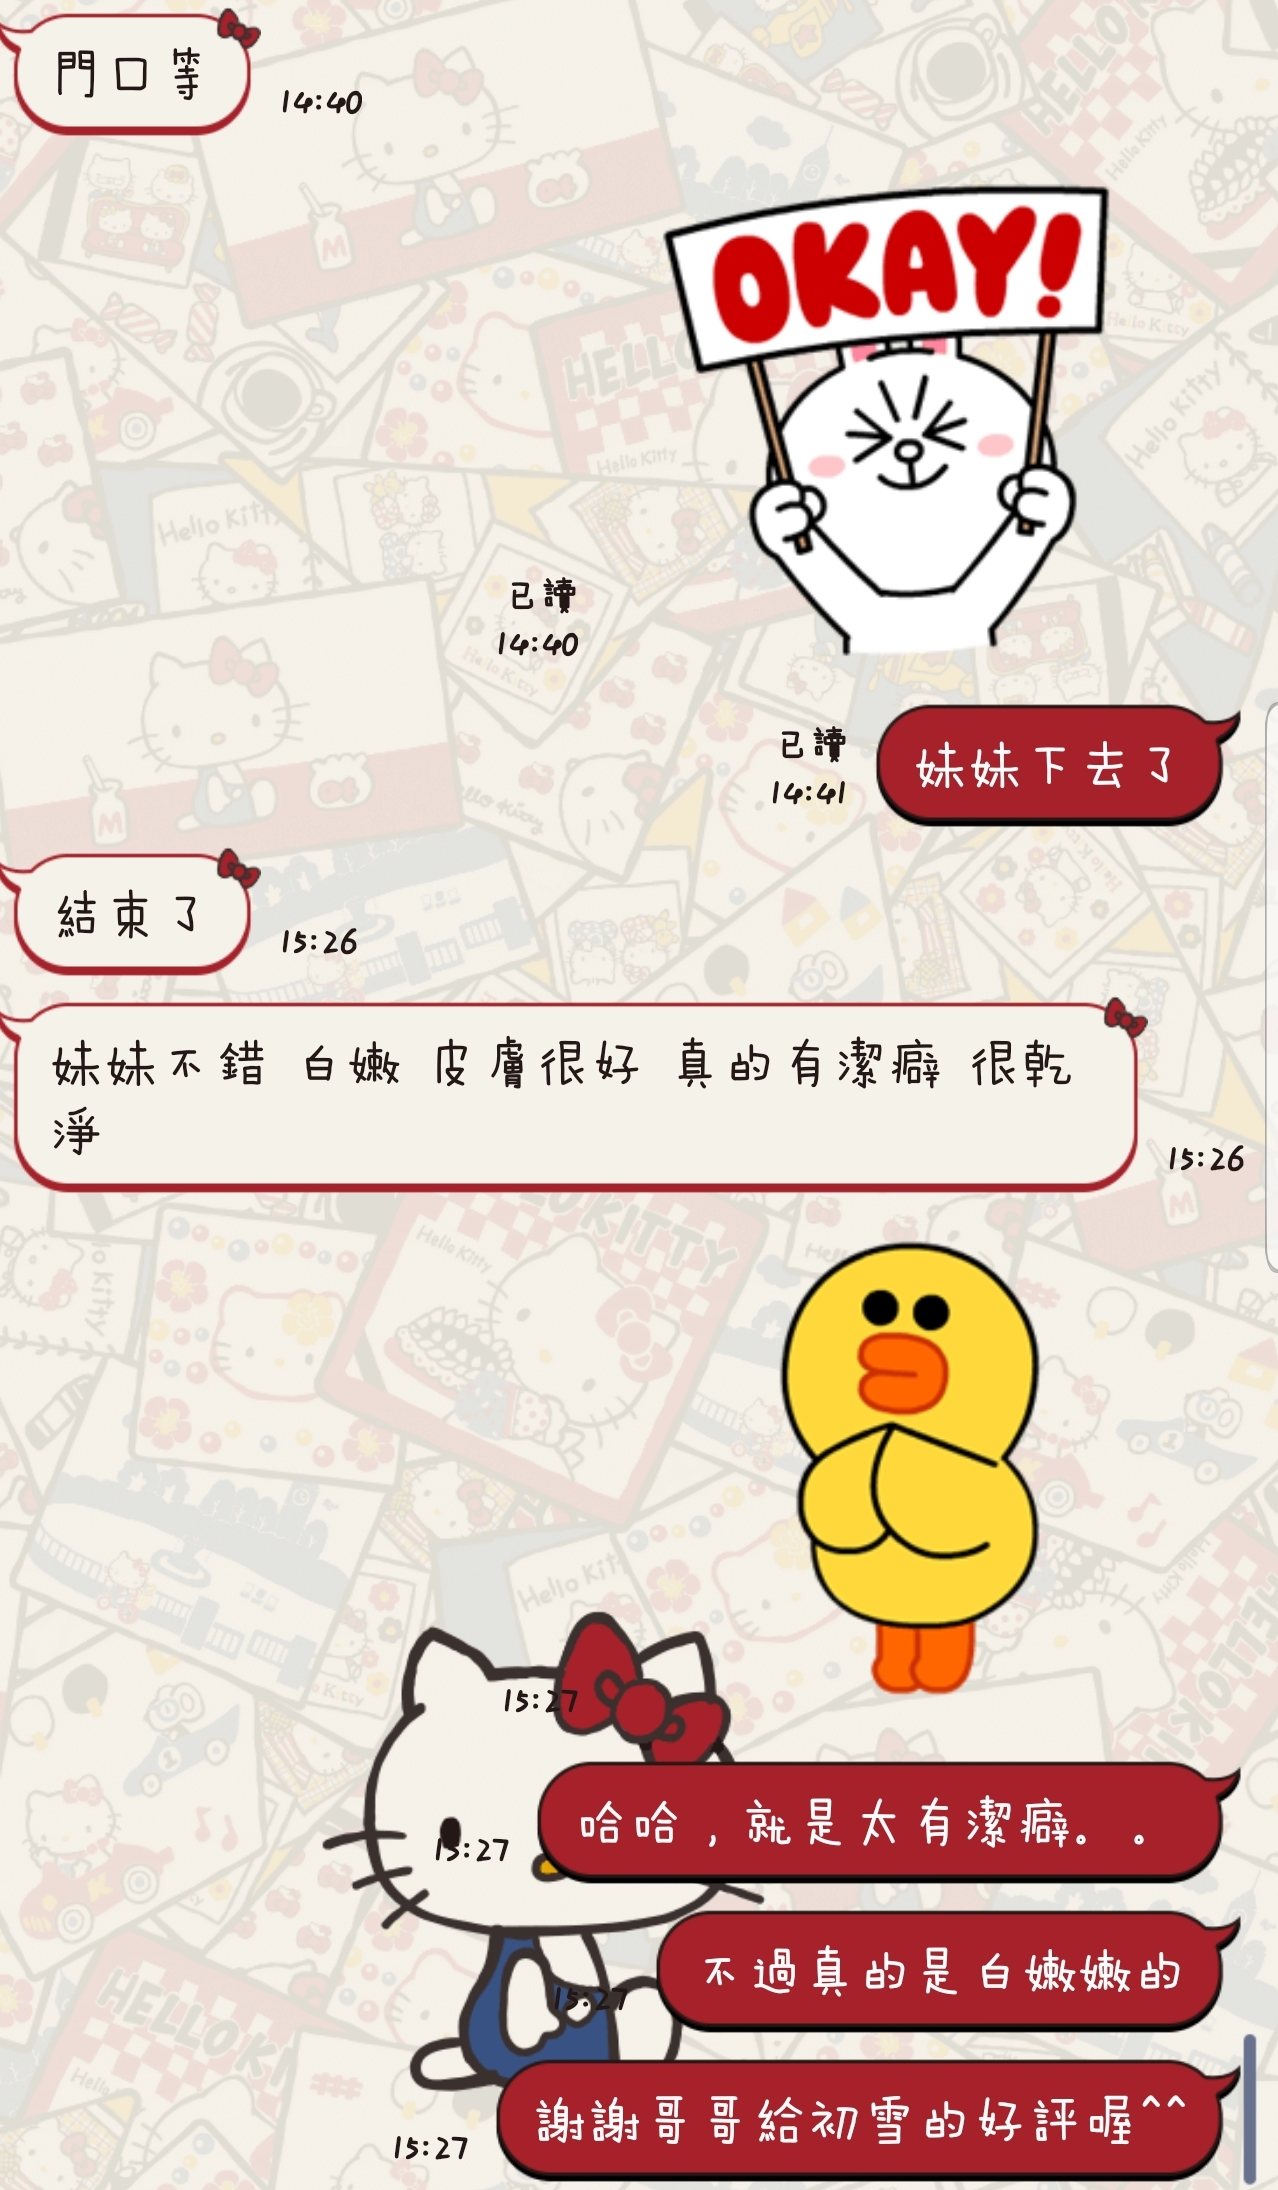 門口等
14:40
OKAY!
已讀
14:40
已讀
14:41
妹妹下去了
結束了
15:26
妹妹不錯 白嫩 皮膚很好 真的有潔癖 很乾
淨
15:26
15:27
哈哈，就是太有潔癖。。
15:27
不過真的是白嫩嫩的
15:27
謝謝哥哥給初雪的好評喔^^
15:27